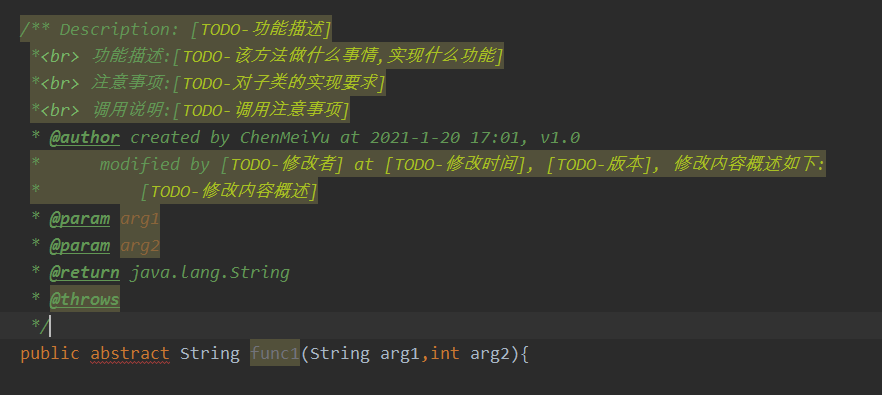 /** Description: [TODO-功能描述]
*<br> 功能描述:[TODO-该方法做什么事情,实现什么功能]
*<br> 注意事项:[TODO-对子类的实现要求]
*<br> 调用说明:[TODO-调用注意事项]
* @author created by ChenMeiYu at 2021-1-20 17:01, v1.0
*      modified by [TODO-修改者] at [TODO-修改时间], [TODO-版本], 修改内容概述如下:
*          [TODO-修改内容概述]
* @param arg1
* @param arg2
* @return java.lang.String
* @throws
*/
public abstract String func1(String arg1,int arg2){